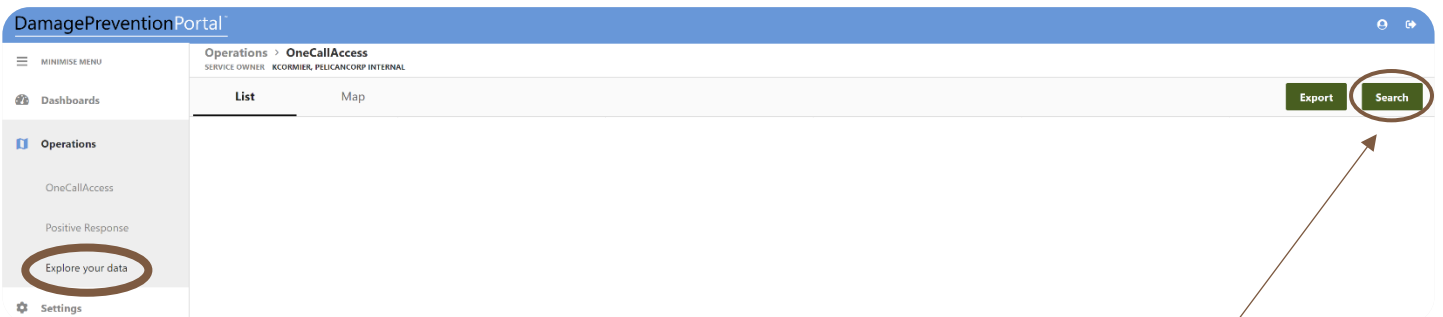 DamagePreventionPortal™
MINIMISE MENU
Dashboards
Operations
OneCallAccess
Positive Response
Explore your data
Settings
Operations > OneCallAccess
SERVICE OWNER KCORMIER, PELICANCORP INTERNAL
List Map Export Search